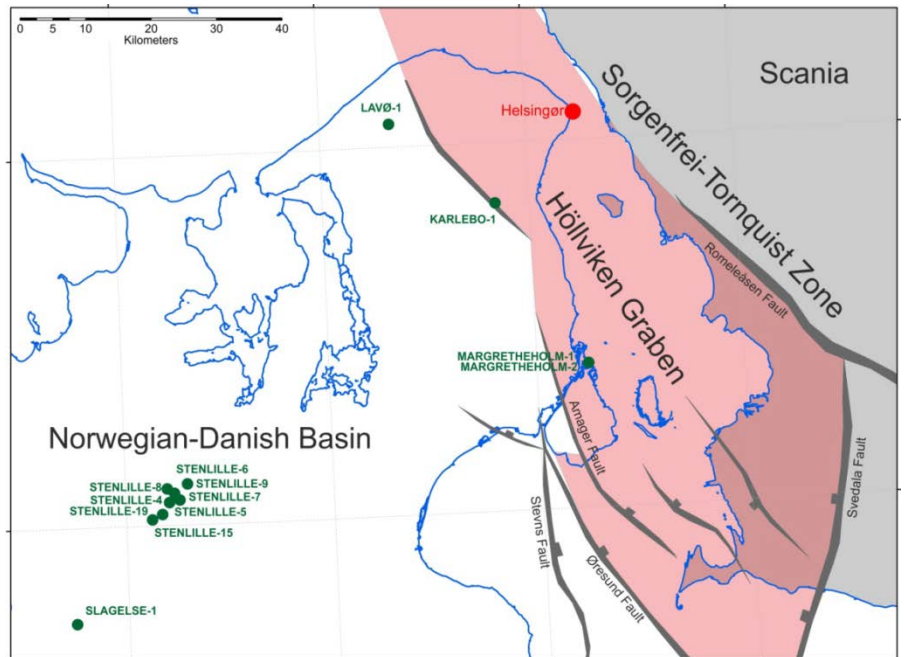 0 10 20 30 40
Kilometers
Scania
Sorgenfrei-Tornquist Zone
LAVØ-1
Helsingør
KARLEBO-1
Höllviken Graben
Romeleåsen Fault
MARGRETHEHOLM-1
MARGRETHEHOLM-2
Norwegian-Danish Basin
Amager Fault
STENLILLE-6
STENLILLE-8
STENLILLE-9
STENLILLE-4
STENLILLE-7
STENLILLE-19
STENLILLE-5
STENLILLE-15
Stevns Fault
Øresund Fault
Svedala Fault
SLAGELSE-1